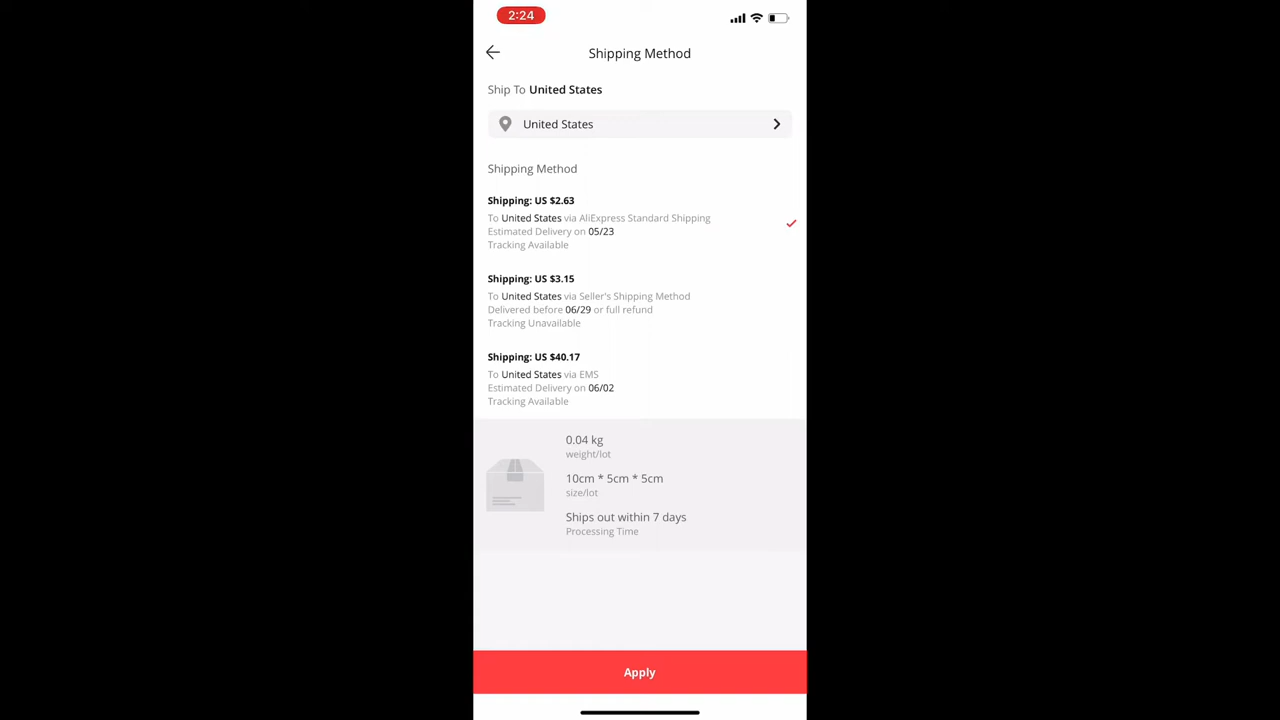 2:24
Shipping Method
Ship To United States
United States
Shipping Method
Shipping: US $2.63
To United States via AliExpress Standard Shipping
Estimated Delivery on 05/23
Tracking Available
Shipping: US $3.15
To United States via Seller's Shipping Method
Delivered before 06/29 or full refund
Tracking Unavailable
Shipping: US $40.17
To United States via EMS
Estimated Delivery on 06/02
Tracking Available
0.04 kg
weight/lot
10cm * 5cm * 5cm
size/lot
Ships out within 7 days
Processing Time
Apply